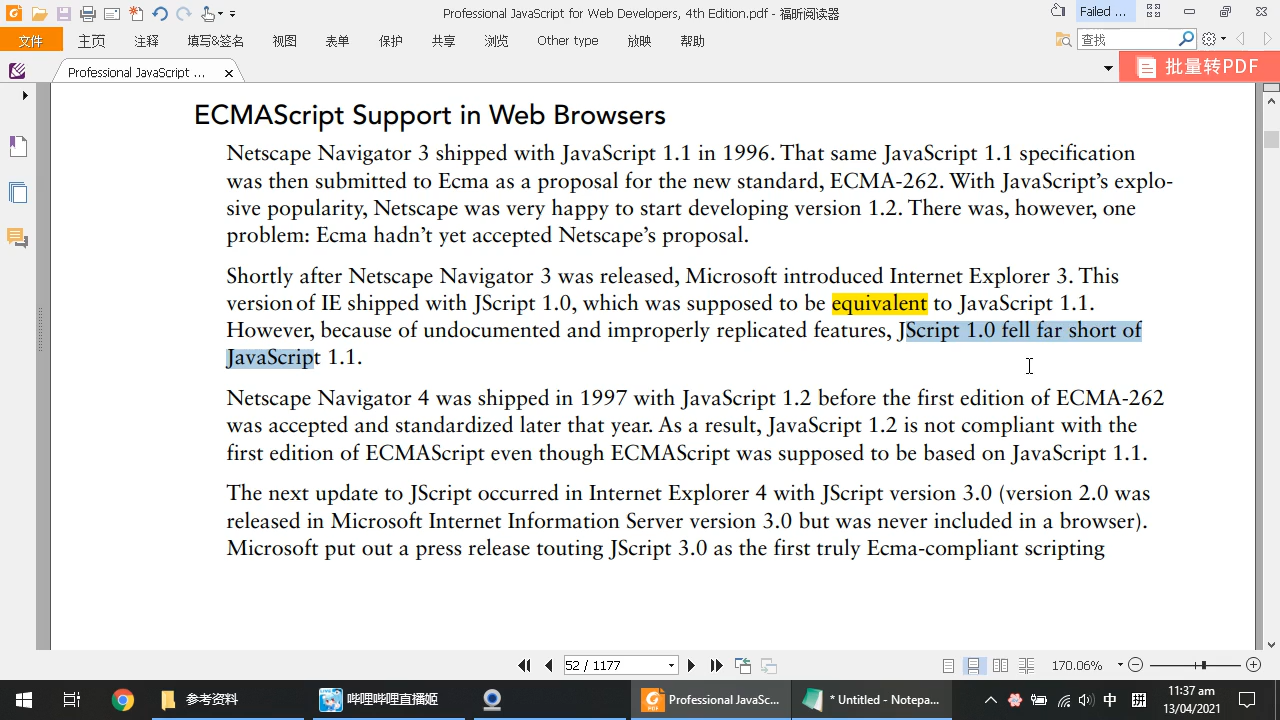 Professional JavaScript for Web Developers, 4th Edition.pdf - 福昕阅读器
Failed ...
文件
主页
注释
填写&签名
视图
表单
保护
共享
浏览
Other type
放映
帮助
查找
Professional JavaScript ...
批量转PDF
ECMAScript Support in Web Browsers
Netscape Navigator 3 shipped with JavaScript 1.1 in 1996. That same JavaScript 1.1 specification
was then submitted to Ecma as a proposal for the new standard, ECMA-262. With JavaScript's explo-
sive popularity, Netscape was very happy to start developing version 1.2. There was, however, one
problem: Ecma hadn't yet accepted Netscape's proposal.
Shortly after Netscape Navigator 3 was released, Microsoft introduced Internet Explorer 3. This
version of IE shipped with JScript 1.0, which was supposed to be equivalent to JavaScript 1.1.
However, because of undocumented and improperly replicated features, JScript 1.0 fell far short of
JavaScript 1.1.
Netscape Navigator 4 was shipped in 1997 with JavaScript 1.2 before the first edition of ECMA-262
was accepted and standardized later that year. As a result, JavaScript 1.2 is not compliant with the
first edition of ECMAScript even though ECMAScript was supposed to be based on JavaScript 1.1.
The next update to JScript occurred in Internet Explorer 4 with JScript version 3.0 (version 2.0 was
released in Microsoft Internet Information Server version 3.0 but was never included in a browser).
Microsoft put out a press release touting JScript 3.0 as the first truly Ecma-compliant scripting
52 / 1177
170.06%
参考资料
哔哩哔哩直播姬
Professional JavaSc...
* Untitled - Notepa...
中
拼
11:37 am
13/04/2021